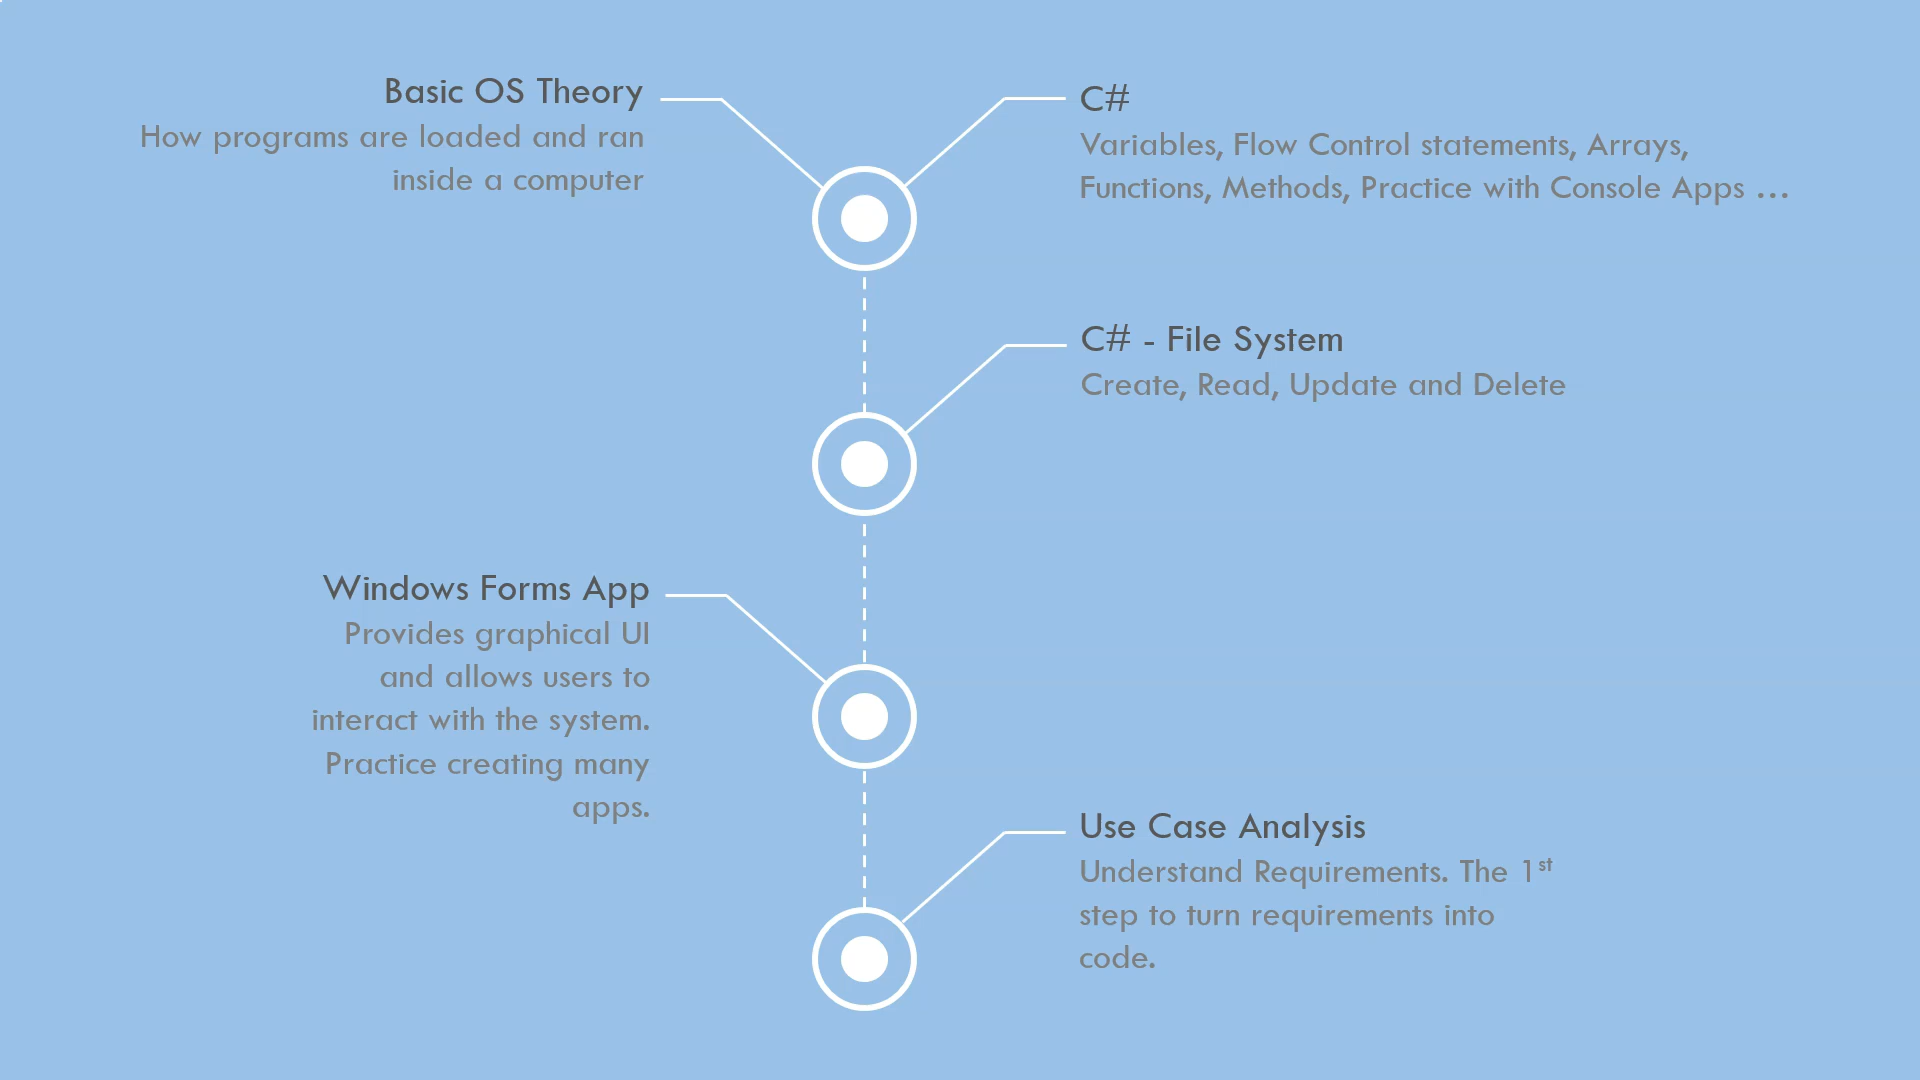 Basic OS Theory
How programs are loaded and ran
inside a computer
C#
Variables, Flow Control statements, Arrays,
Functions, Methods, Practice with Console Apps ...
C# - File System
Create, Read, Update and Delete
Windows Forms App
Provides graphical UI
and allows users to
interact with the system.
Practice creating many
apps.
Use Case Analysis
Understand Requirements. The 1st
step to turn requirements into
code.